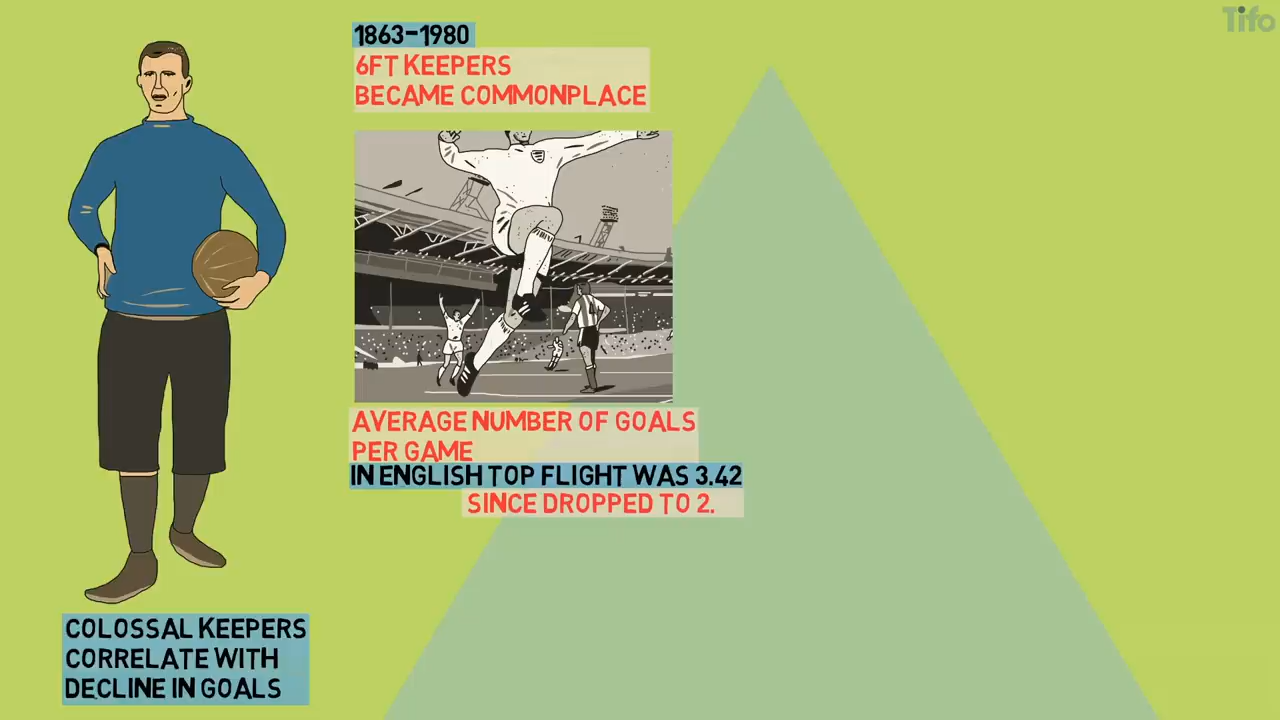 Tifo
1863-1980
6FT KEEPERS
BECAME COMMONPLACE
AVERAGE NUMBER OF GOALS
PER GAME
IN ENGLISH TOP FLIGHT WAS 3.42
SINCE DROPPED TO 2.
COLOSSAL KEEPERS
CORRELATE WITH
DECLINE IN GOALS